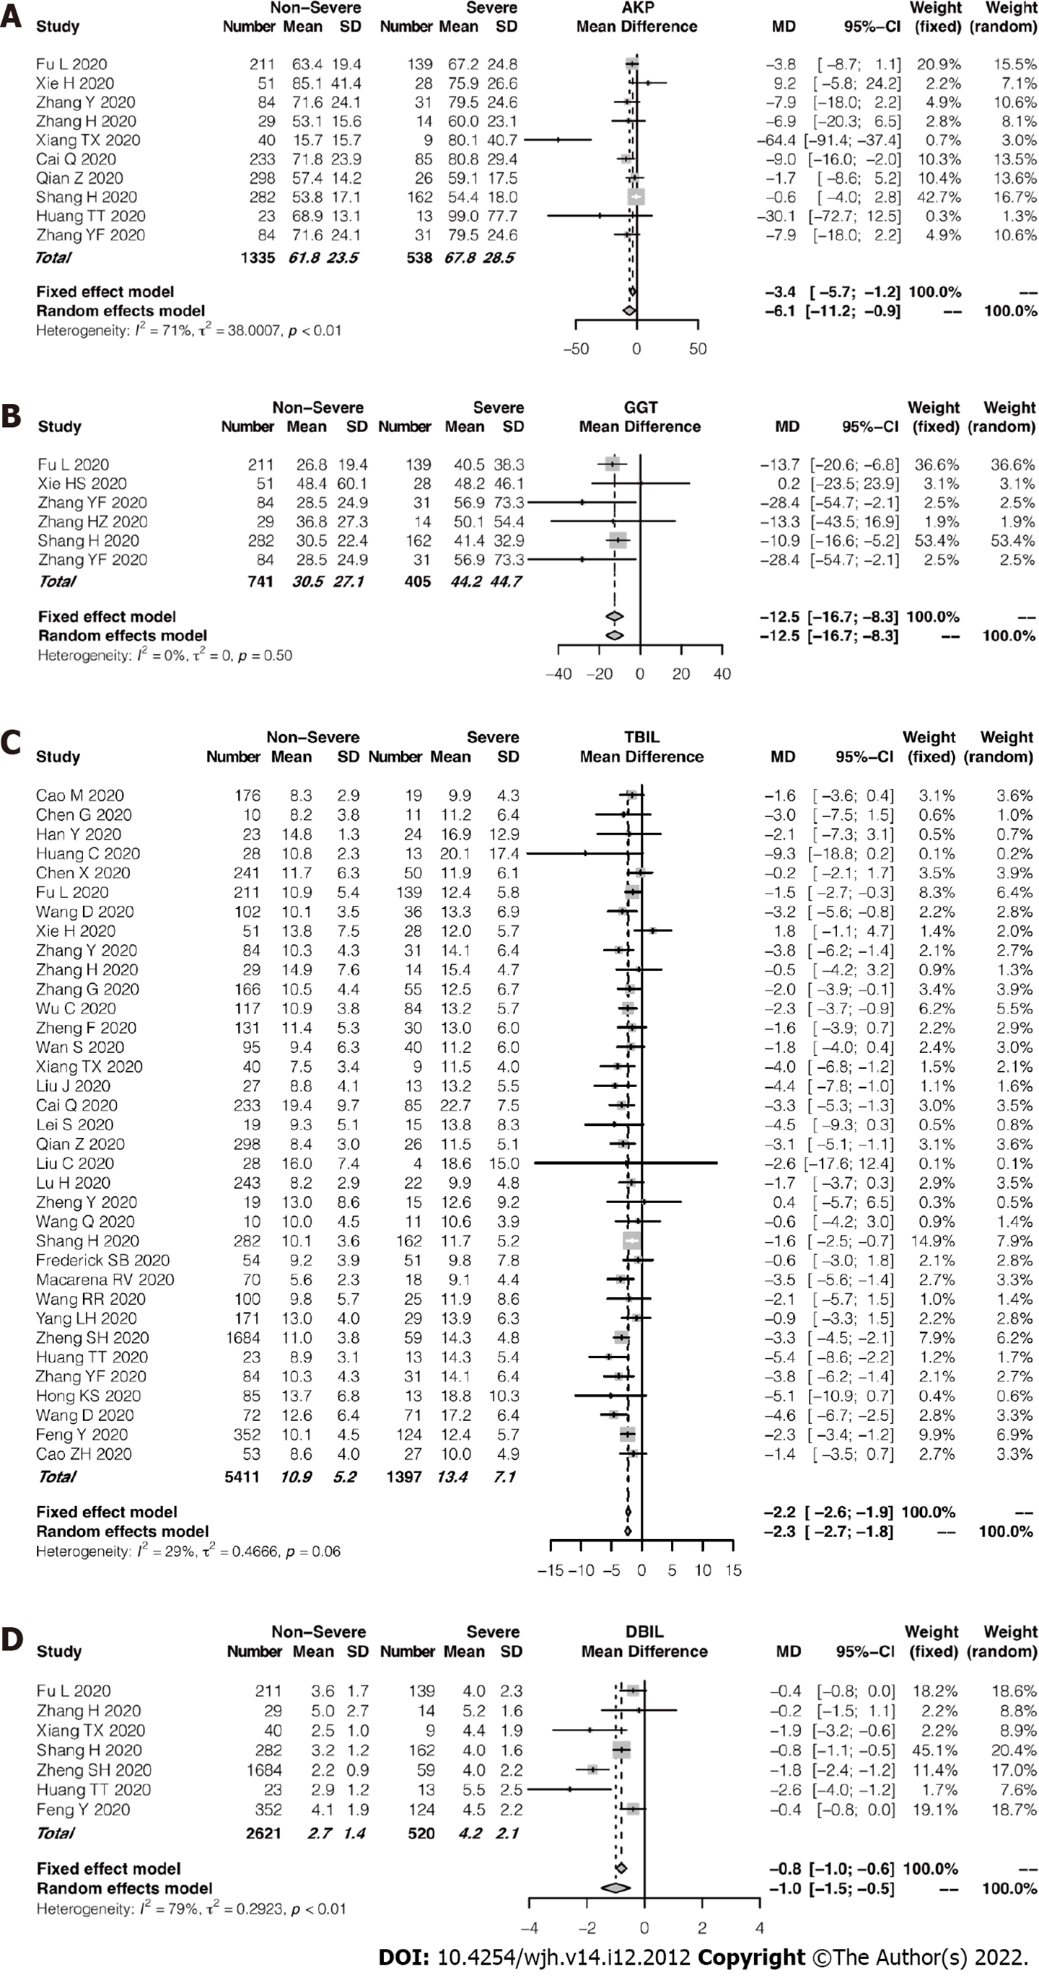 A
Non–Severe Severe AKP Weight Weight
Study Number Mean SD Number Mean SD Mean Difference MD 95%–CI (fixed) (random)
Fu L 2020 211 63.4 19.4 139 67.2 24.8 −3.8 [ −8.7; 1.1] 20.9% 15.5%
Xie H 2020 51 85.1 41.4 28 75.9 26.6 9.2 [ −5.8; 24.2] 2.2% 7.1%
Zhang Y 2020 84 71.6 24.1 31 79.5 24.6 −7.9 [−18.0; 2.2] 4.9% 10.6%
Zhang H 2020 29 53.1 15.6 14 60.0 23.1 −6.9 [−20.3; 6.5] 2.8% 8.1%
Xiang TX 2020 40 15.7 15.7 9 80.1 40.7 −64.4 [−91.4; −37.4] 0.7% 3.0%
Cai Q 2020 233 71.8 23.9 85 80.8 29.4 −9.0 [−16.0; −2.0] 10.3% 13.5%
Qian Z 2020 298 57.4 14.2 26 59.1 17.5 −1.7 [ −8.6; 5.2] 10.4% 13.6%
Shang H 2020 282 53.8 17.1 162 54.4 18.0 −0.6 [ −4.0; 2.8] 42.7% 16.7%
Huang TT 2020 23 68.9 13.1 13 99.0 77.7 −30.1 [−72.7; 12.5] 0.3% 1.3%
Zhang YF 2020 84 71.6 24.1 31 79.5 24.6 −7.9 [−18.0; 2.2] 4.9% 10.6%
Total 1335 61.8 23.5 538 67.8 28.5
Fixed effect model −3.4 [ −5.7; −1.2] 100.0% −−
Random effects model −6.1 [−11.2; −0.9] −− 100.0%
Heterogeneity: I² = 71%, τ² = 38.0007, p < 0.01
−50 0 50
B
Non–Severe Severe GGT Weight Weight
Study Number Mean SD Number Mean SD Mean Difference MD 95%–CI (fixed) (random)
Fu L 2020 211 26.8 19.4 139 40.5 38.3 −13.7 [−20.6; −6.8] 36.6% 36.6%
Xie HS 2020 51 48.4 60.1 28 48.2 46.1 0.2 [−23.5; 23.9] 3.1% 3.1%
Zhang YF 2020 84 28.5 24.9 31 56.9 73.3 −28.4 [−54.7; −2.1] 2.5% 2.5%
Zhang HZ 2020 29 36.8 27.3 14 50.1 54.4 −13.3 [−43.5; 16.9] 1.9% 1.9%
Shang H 2020 282 30.5 22.4 162 41.4 32.9 −10.9 [−16.6; −5.2] 53.4% 53.4%
Zhang YF 2020 84 28.5 24.9 31 56.9 73.3 −28.4 [−54.7; −2.1] 2.5% 2.5%
Total 741 30.5 27.1 405 44.2 44.7
Fixed effect model −12.5 [−16.7; −8.3] 100.0% −−
Random effects model −12.5 [−16.7; −8.3] −− 100.0%
Heterogeneity: I² = 0%, τ² = 0, p = 0.50
−40 −20 0 20 40
C
Non–Severe Severe TBIL Weight Weight
Study Number Mean SD Number Mean SD Mean Difference MD 95%–CI (fixed) (random)
Cao M 2020 176 8.3 2.9 19 9.9 4.3 −1.6 [ −3.6; 0.4] 3.1% 3.6%
Chen G 2020 10 8.2 3.8 11 11.2 6.4 −3.0 [ −7.5; 1.5] 0.6% 1.0%
Han Y 2020 23 14.8 1.3 24 16.9 12.9 −2.1 [ −7.3; 3.1] 0.5% 0.7%
Huang C 2020 28 10.8 2.3 13 20.1 17.4 −9.3 [−18.8; 0.2] 0.1% 0.2%
Chen X 2020 241 11.7 6.3 50 11.9 6.1 −0.2 [ −2.1; 1.7] 3.5% 3.9%
Fu L 2020 211 10.9 5.4 139 12.4 5.8 −1.5 [ −2.7; −0.3] 8.3% 6.4%
Wang D 2020 102 10.1 3.5 36 13.3 6.9 −3.2 [ −5.6; −0.8] 2.2% 2.8%
Xie H 2020 51 13.8 7.5 28 12.0 5.7 1.8 [ −1.1; 4.7] 1.4% 2.0%
Zhang Y 2020 84 10.3 4.3 31 14.1 6.4 −3.8 [ −6.2; −1.4] 2.1% 2.7%
Zhang H 2020 29 14.9 7.6 14 15.4 4.7 −0.5 [ −4.2; 3.2] 0.9% 1.3%
Zhang G 2020 166 10.5 4.4 55 12.5 6.7 −2.0 [ −3.9; −0.1] 3.4% 3.9%
Wu C 2020 117 10.9 3.8 84 13.2 5.7 −2.3 [ −3.7; −0.9] 6.2% 5.5%
Zheng F 2020 131 11.4 5.3 30 13.0 6.0 −1.6 [ −3.9; 0.7] 2.2% 2.9%
Wan S 2020 95 9.4 6.3 40 11.2 6.0 −1.8 [ −4.0; 0.4] 2.4% 3.0%
Xiang TX 2020 40 7.5 3.4 9 11.5 4.0 −4.0 [ −6.8; −1.2] 1.5% 2.1%
Liu J 2020 27 8.8 4.1 13 13.2 5.5 −4.4 [ −7.8; −1.0] 1.1% 1.6%
Cai Q 2020 233 19.4 9.7 85 22.7 7.5 −3.3 [ −5.3; −1.3] 3.0% 3.5%
Lei S 2020 19 9.3 5.1 15 13.8 8.3 −4.5 [ −9.3; 0.3] 0.5% 0.8%
Qian Z 2020 298 8.4 3.0 26 11.5 5.1 −3.1 [ −5.1; −1.1] 3.1% 3.6%
Liu C 2020 28 16.0 7.4 4 18.6 15.0 −2.6 [−17.6; 12.4] 0.1% 0.1%
Lu H 2020 243 8.2 2.9 22 9.9 4.8 −1.7 [ −3.7; 0.3] 2.9% 3.5%
Zheng Y 2020 19 13.0 8.6 15 12.6 9.2 0.4 [ −5.7; 6.5] 0.3% 0.5%
Wang Q 2020 10 10.0 4.5 11 10.6 3.9 −0.6 [ −4.2; 3.0] 0.9% 1.4%
Shang H 2020 282 10.1 3.6 162 11.7 5.2 −1.6 [ −2.5; −0.7] 14.9% 7.9%
Frederick SB 2020 54 9.2 3.9 51 9.8 7.8 −0.6 [ −3.0; 1.8] 2.1% 2.8%
Macarena RV 2020 70 5.6 2.3 18 9.1 4.4 −3.5 [ −5.6; −1.4] 2.7% 3.3%
Wang RR 2020 100 9.8 5.7 25 11.9 8.6 −2.1 [ −5.7; 1.5] 1.0% 1.4%
Yang LH 2020 171 13.0 4.0 29 13.9 6.3 −0.9 [ −3.3; 1.5] 2.2% 2.8%
Zheng SH 2020 1684 11.0 3.8 59 14.3 4.8 −3.3 [ −4.5; −2.1] 7.9% 6.2%
Huang TT 2020 23 8.9 3.1 13 14.3 5.4 −5.4 [ −8.6; −2.2] 1.2% 1.7%
Zhang YF 2020 84 10.3 4.3 31 14.1 6.4 −3.8 [ −6.2; −1.4] 2.1% 2.7%
Hong KS 2020 85 13.7 6.8 13 18.8 10.3 −5.1 [−10.9; 0.7] 0.4% 0.6%
Wang D 2020 72 12.6 6.4 71 17.2 6.4 −4.6 [ −6.7; −2.5] 2.8% 3.3%
Feng Y 2020 352 10.1 4.5 124 12.4 5.7 −2.3 [ −3.4; −1.2] 9.9% 6.9%
Cao ZH 2020 53 8.6 4.0 27 10.0 4.9 −1.4 [ −3.5; 0.7] 2.7% 3.3%
Total 5411 10.9 5.2 1397 13.4 7.1
Fixed effect model −2.2 [ −2.6; −1.9] 100.0% −−
Random effects model −2.3 [ −2.7; −1.8] −− 100.0%
Heterogeneity: I² = 29%, τ² = 0.4666, p = 0.06
−15 −10 −5 0 5 10 15
D
Non–Severe Severe DBIL Weight Weight
Study Number Mean SD Number Mean SD Mean Difference MD 95%–CI (fixed) (random)
Fu L 2020 211 3.6 1.7 139 4.0 2.3 −0.4 [−0.8; 0.0] 18.2% 18.6%
Zhang H 2020 29 5.0 2.7 14 5.2 1.6 −0.2 [−1.5; 1.1] 2.2% 8.8%
Xiang TX 2020 40 2.5 1.0 9 4.4 1.9 −1.9 [−3.2; −0.6] 2.2% 8.9%
Shang H 2020 282 3.2 1.2 162 4.0 1.6 −0.8 [−1.1; −0.5] 45.1% 20.4%
Zheng SH 2020 1684 2.2 0.9 59 4.0 2.2 −1.8 [−2.4; −1.2] 11.4% 17.0%
Huang TT 2020 23 2.9 1.2 13 5.5 2.5 −2.6 [−4.0; −1.2] 1.7% 7.6%
Feng Y 2020 352 4.1 1.9 124 4.5 2.2 −0.4 [−0.8; 0.0] 19.1% 18.7%
Total 2621 2.7 1.4 520 4.2 2.1
Fixed effect model −0.8 [−1.0; −0.6] 100.0% −−
Random effects model −1.0 [−1.5; −0.5] −− 100.0%
Heterogeneity: I² = 79%, τ² = 0.2923, p < 0.01
−4 −2 0 2 4
DOI: 10.4254/wjh.v14.i12.2012 Copyright ©The Author(s) 2022.